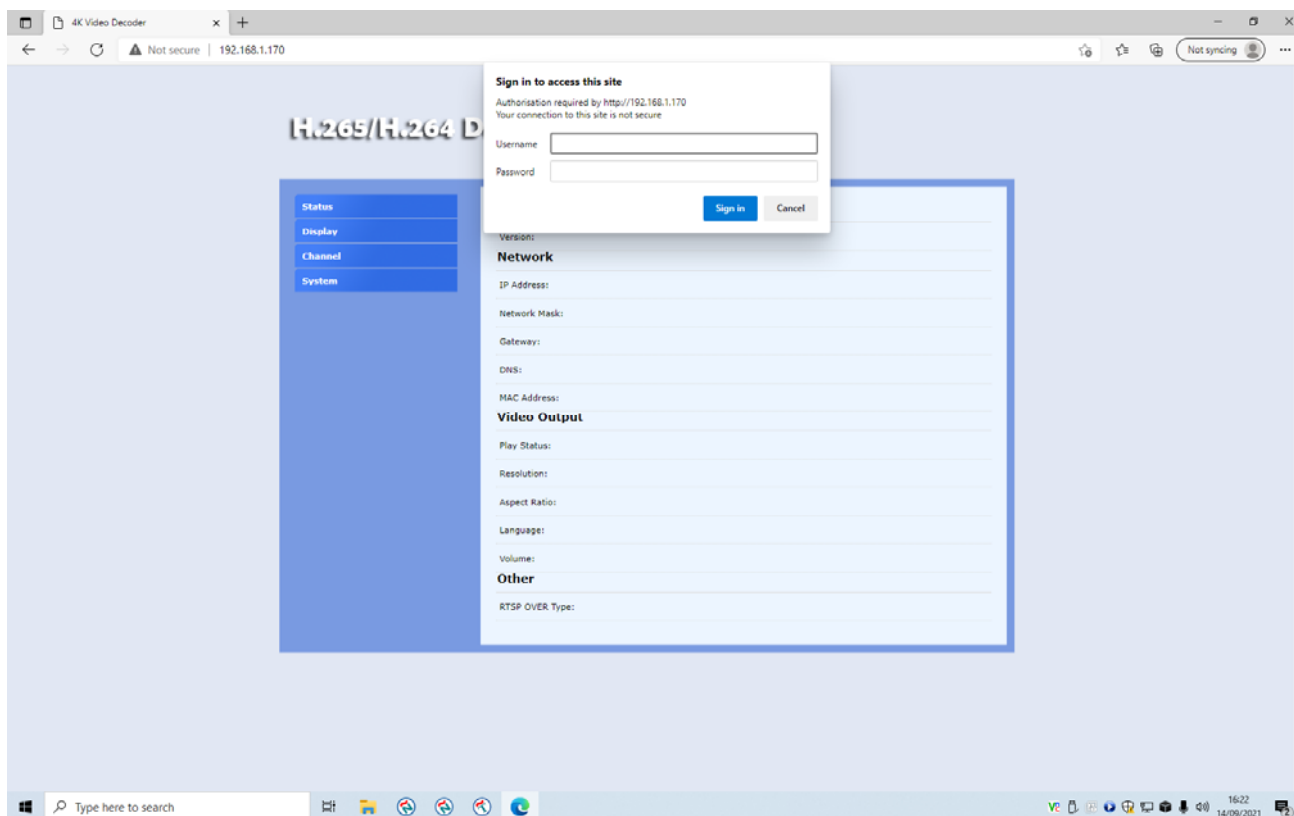 4K Video Decoder
Not secure | 192.168.1.170
Not syncing
Sign in to access this site
Authorisation required by http://192.168.1.170
Your connection to this site is not secure
Username
Password
Sign in Cancel
H.265/H.264 D
Status
Display
Channel
System
Version:
Network
IP Address:
Network Mask:
Gateway:
DNS:
MAC Address:
Video Output
Play Status:
Resolution:
Aspect Ratio:
Language:
Volume:
Other
RTSP OVER Type:
Type here to search
16:22
14/09/2021
2